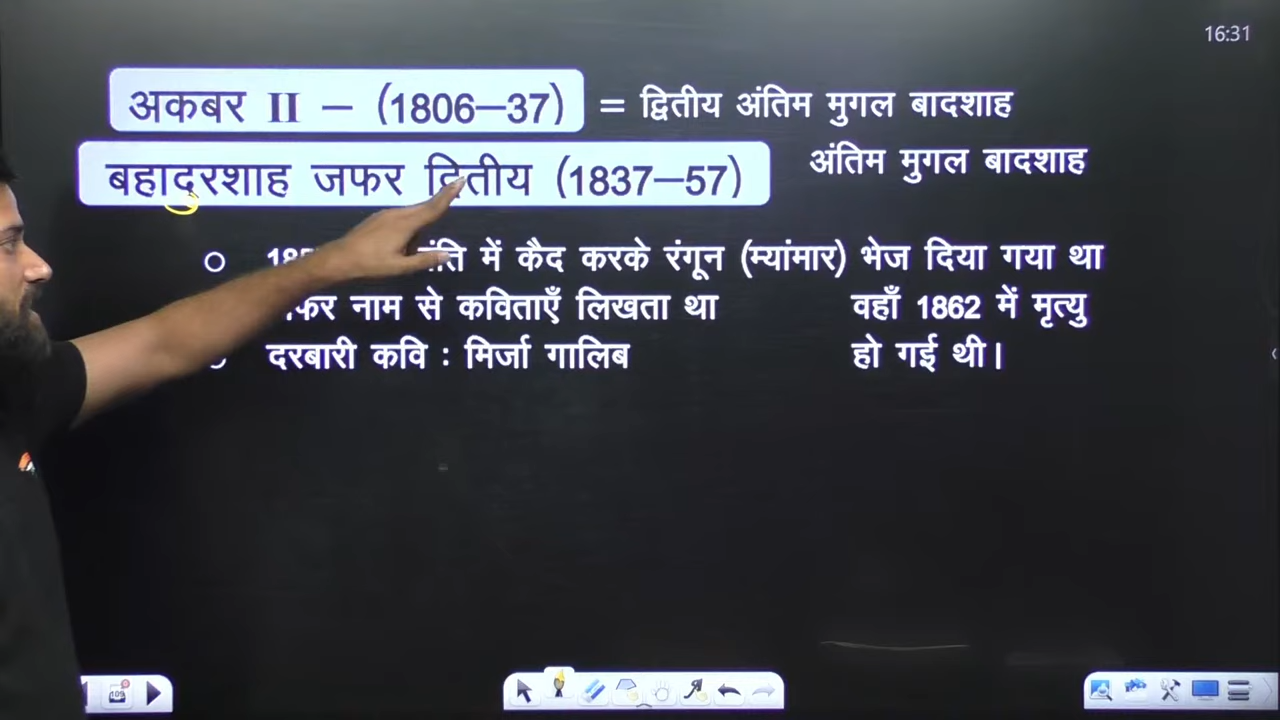 16:31
अकबर II – (1806–37) = द्वितीय अंतिम मुगल बादशाह
बहादुरशाह जफर द्वितीय (1837–57) अंतिम मुगल बादशाह
में कैद करके रंगून (म्यांमार) भेज दिया गया था
नाम से कविताएँ लिखता था वहाँ 1862 में मृत्यु
दरबारी कवि : मिर्जा गालिब हो गई थी।
109